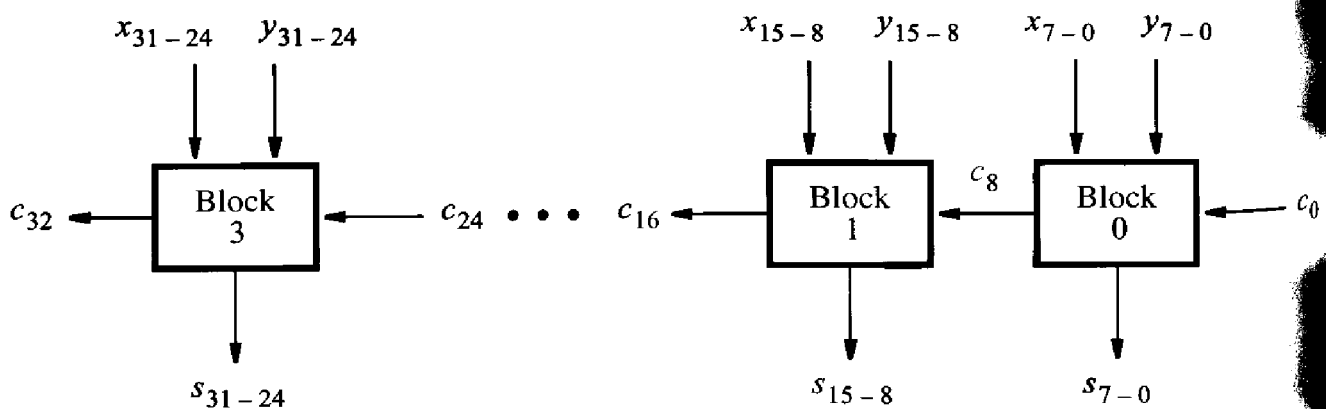 x31–24 y31–24 x15–8 y15–8 x7–0 y7–0
c32 Block 3 c24 • • • c16 Block 1 c8 Block 0 c0
s31–24 s15–8 s7–0